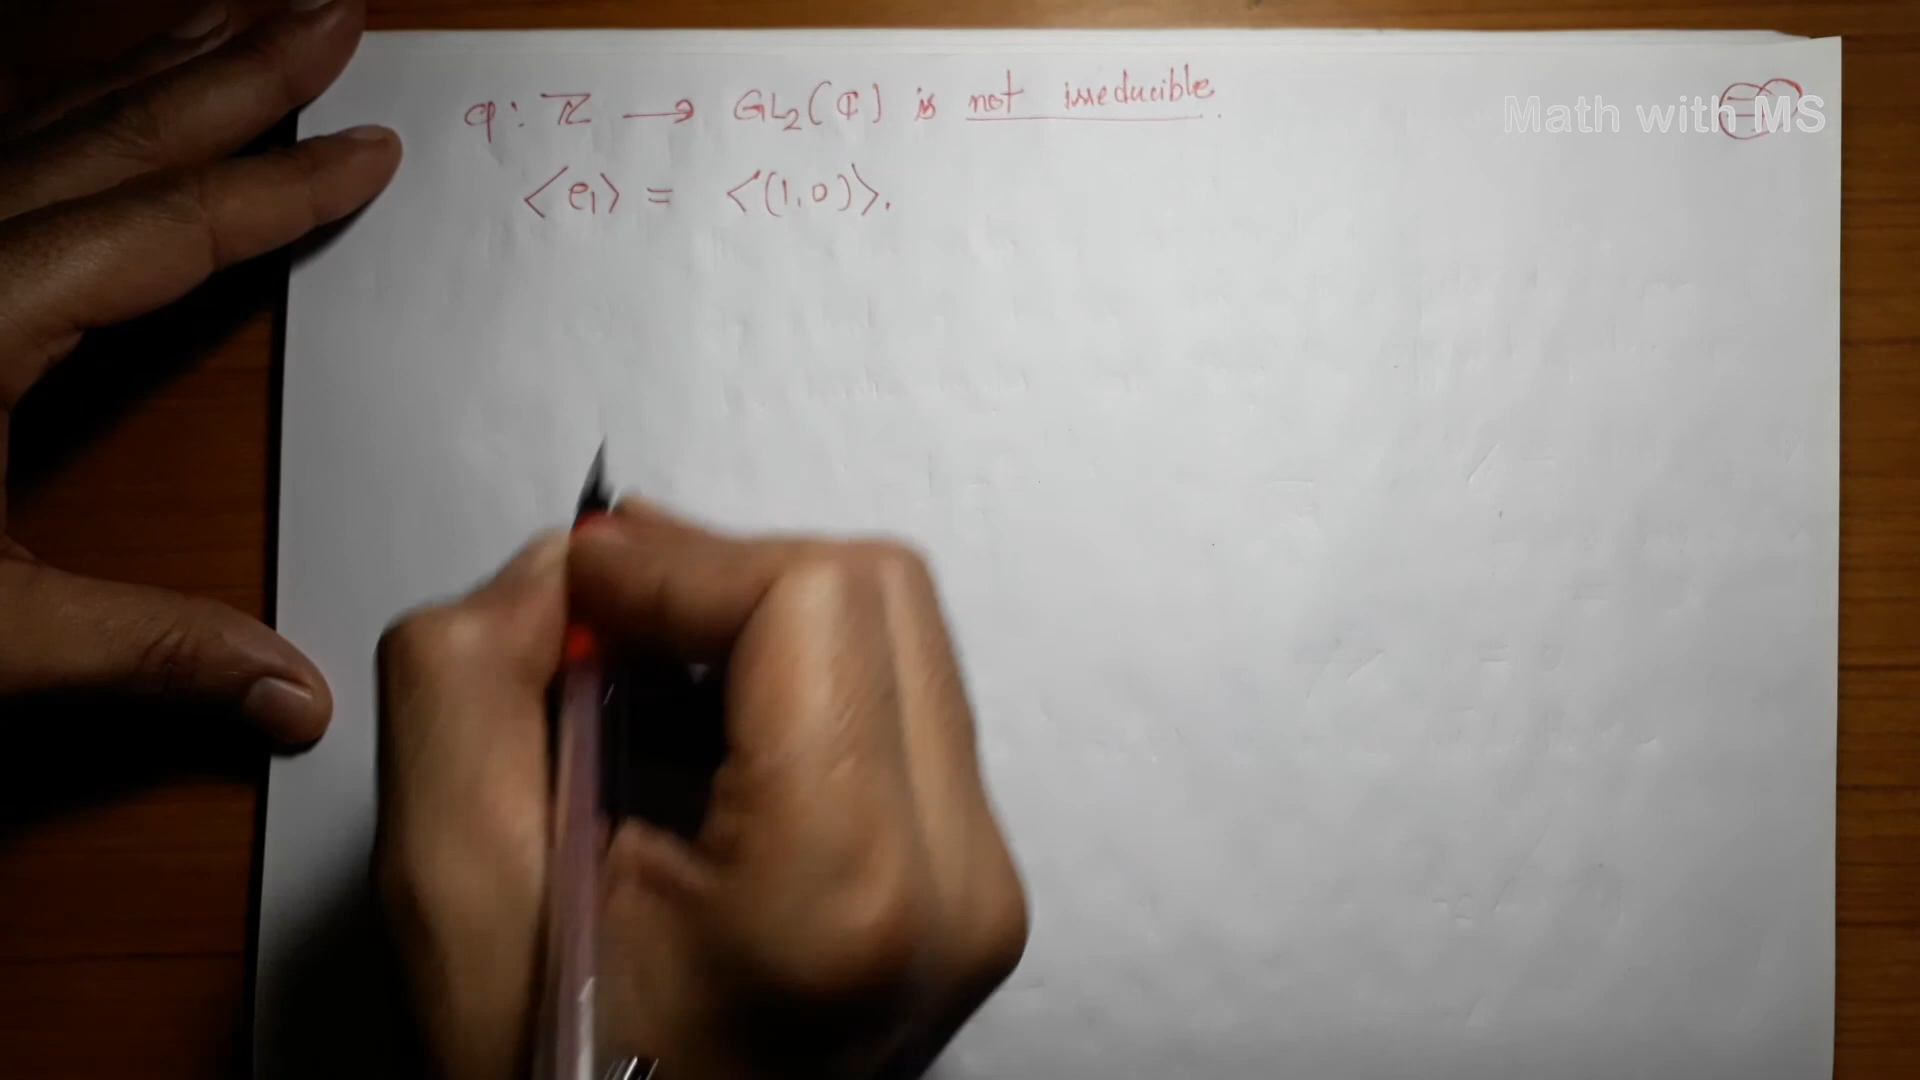 φ : ℤ → GL₂(ℂ) is not irreducible.
⟨e₁⟩ = ⟨(1,0)⟩.
Math with MS